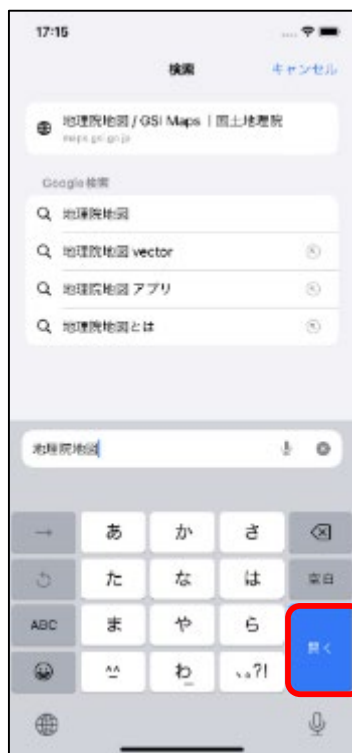 17:15
検索
キャンセル
地理院地図 / GSI Maps｜国土地理院
maps.gsi.go.jp
Google 検索
地理院地図
地理院地図 vector
地理院地図 アプリ
地理院地図とは
地理院地図
→ あ か さ
た な は 空白
ABC ま や ら 開く
^^ わ 、。?!